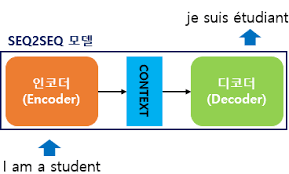 je suis étudiant
SEQ2SEQ 모델
인코더
(Encoder)
CONTEXT
디코더
(Decoder)
I am a student